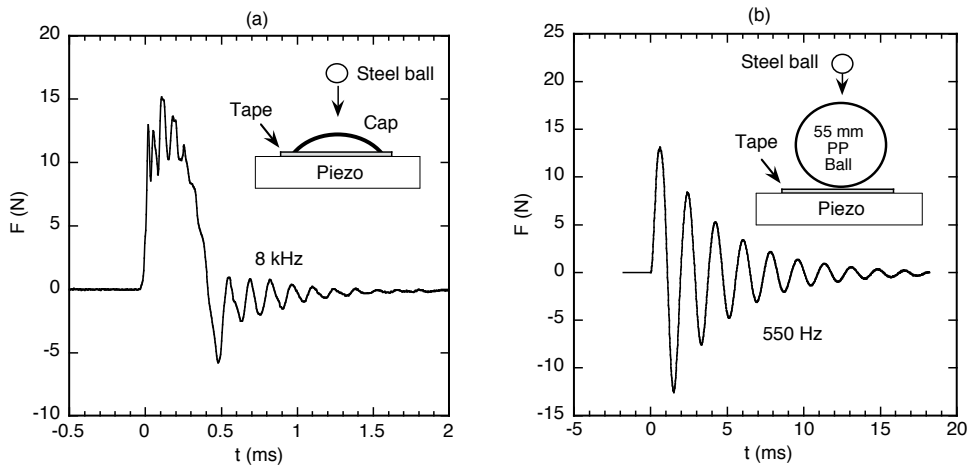 (a)
20
15
10
5
0
-5
-10
F (N)
-0.5
0
0.5
1
1.5
2
t (ms)
Steel ball
Tape
Cap
Piezo
8 kHz
(b)
25
20
15
10
5
0
-5
-10
-15
F (N)
-5
0
5
10
15
20
t (ms)
Steel ball
Tape
55 mm
PP
Ball
Piezo
550 Hz